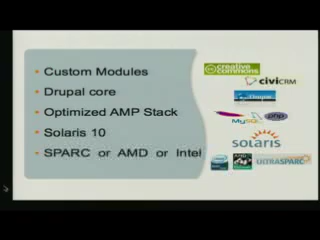 Custom Modules
Drupal core
Optimized AMP Stack
Solaris 10
SPARC or AMD or Intel
creative commons
civiCRM
Drupal
MySQL
php
SOLARIS
ULTRASPARC